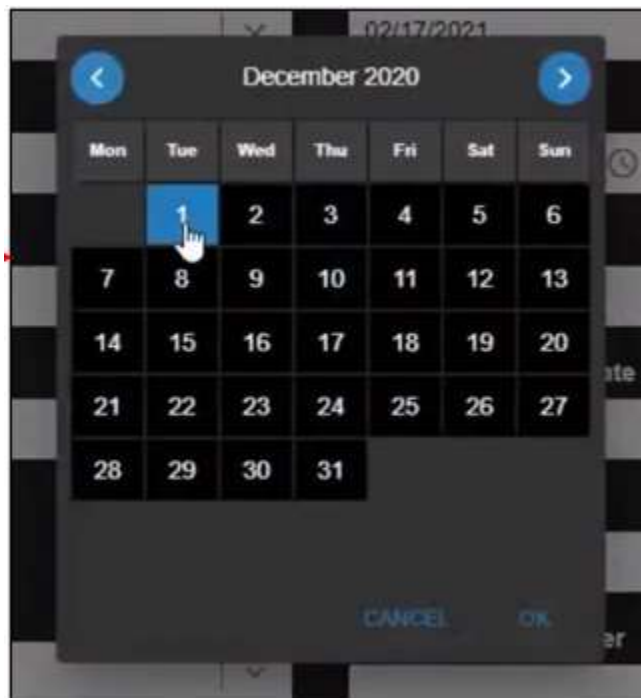 02/17/2021
December 2020
Mon Tue Wed Thu Fri Sat Sun
1 2 3 4 5 6
7 8 9 10 11 12 13
14 15 16 17 18 19 20
ate
21 22 23 24 25 26 27
28 29 30 31
CANCEL OK
er